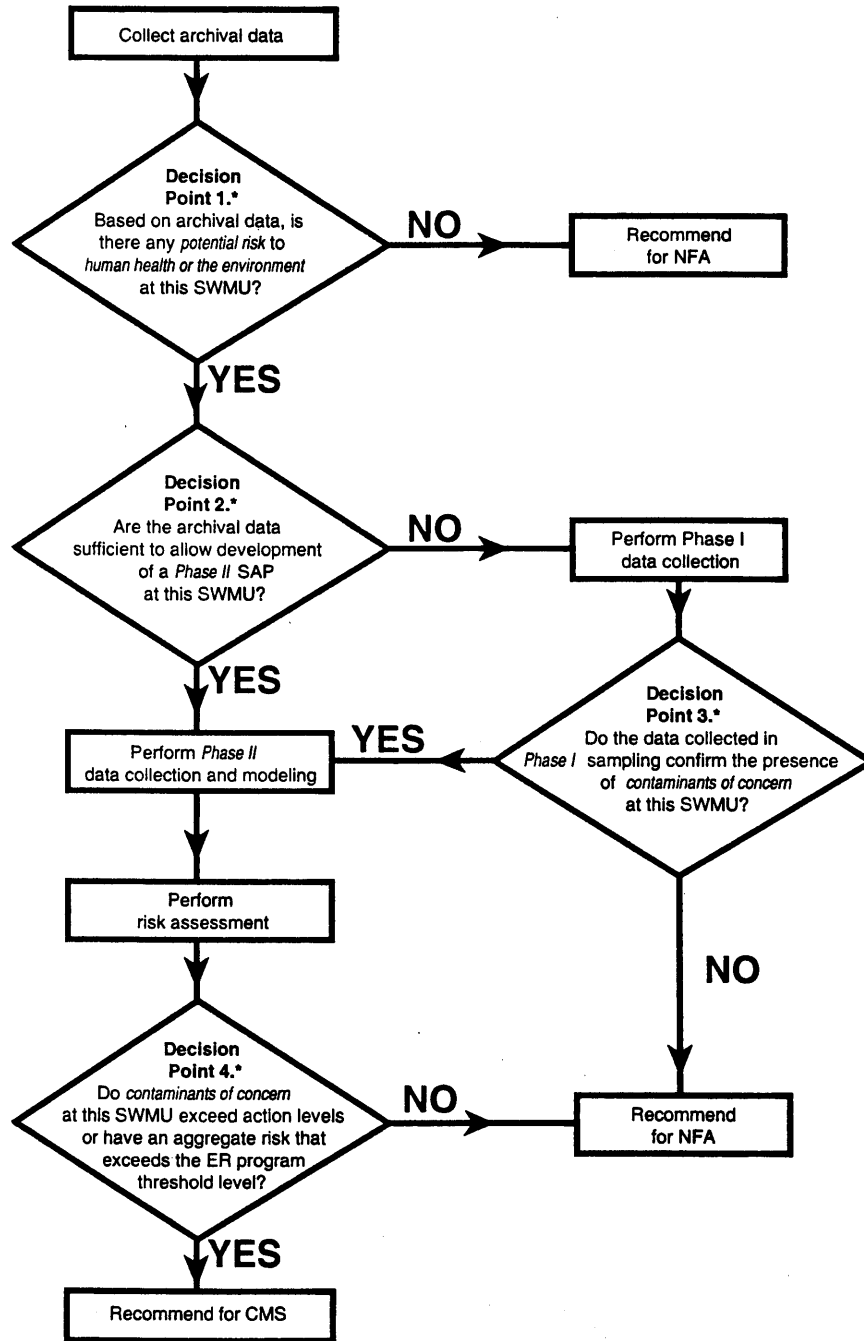 Collect archival data
Decision
Point 1.*
Based on archival data, is
there any potential risk to
human health or the environment
at this SWMU?
NO
Recommend
for NFA
YES
Decision
Point 2.*
Are the archival data
sufficient to allow development
of a Phase II SAP
at this SWMU?
NO
Perform Phase I
data collection
YES
Decision
Point 3.*
Do the data collected in
Phase I sampling confirm the presence
of contaminants of concern
at this SWMU?
YES
Perform Phase II
data collection and modeling
Perform
risk assessment
NO
Decision
Point 4.*
Do contaminants of concern
at this SWMU exceed action levels
or have an aggregate risk that
exceeds the ER program
threshold level?
NO
Recommend
for NFA
YES
Recommend for CMS